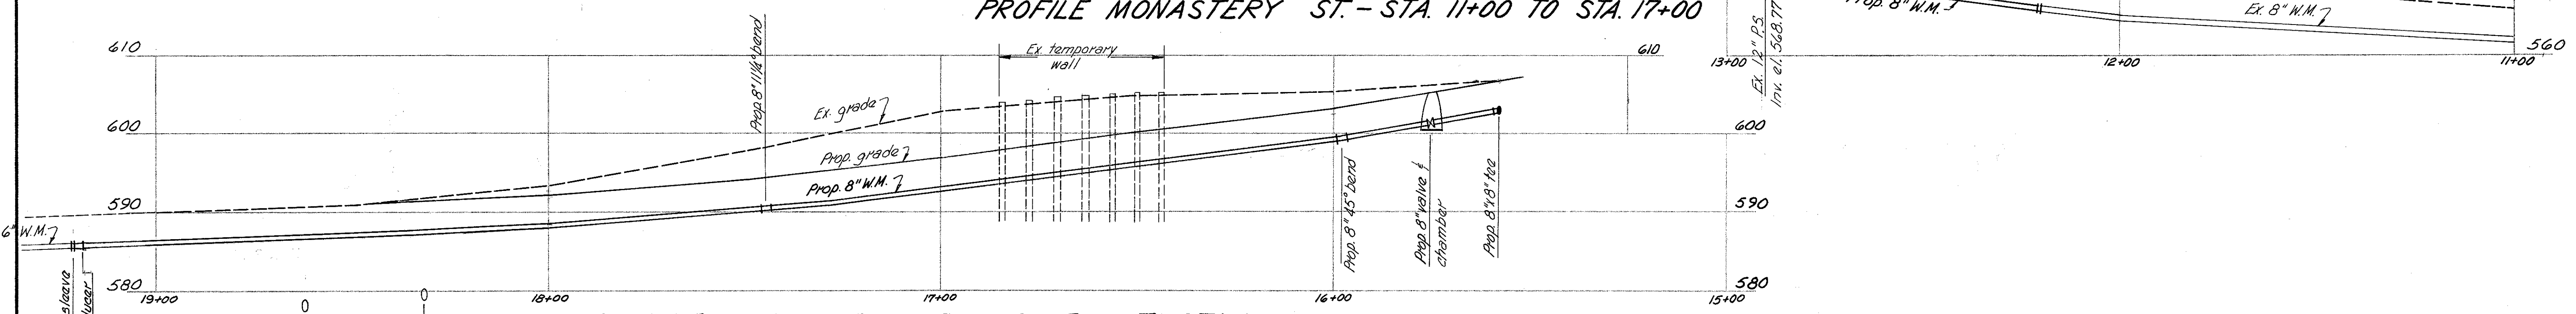 PROFILE MONASTERY ST. – STA. 11+00 TO STA. 17+00
Ex. 12" P.S.
Inv. el. 568.77
Prop. 8" W.M.
Ex. 8" W.M.
560
13+00
12+00
11+00
610
Prop. 8" 11¼° bend
Ex. temporary
wall
610
Ex. grade
600
600
Prop. grade
Prop. 8" W.M.
590
590
6" W.M.
Prop. 8" 45° bend
Prop. 8" valve &
chamber
Prop. 8"x8" tee
sleeve
580
580
19+00
18+00
17+00
16+00
15+00